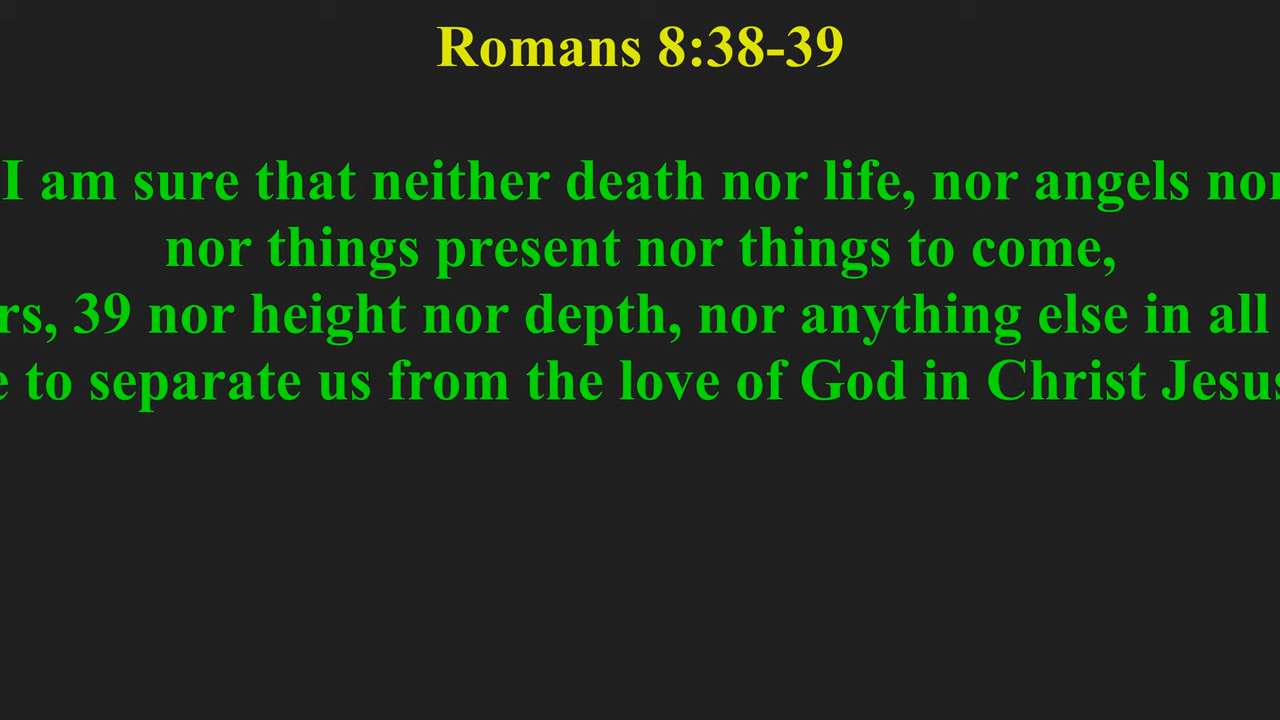 Romans 8:38-39
I am sure that neither death nor life, nor angels nor
nor things present nor things to come,
rs, 39 nor height nor depth, nor anything else in all
e to separate us from the love of God in Christ Jesus